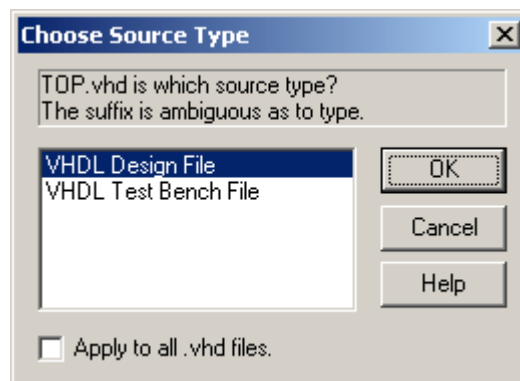 Choose Source Type
TOP.vhd is which source type?
The suffix is ambiguous as to type.
VHDL Design File
VHDL Test Bench File
OK
Cancel
Help
Apply to all .vhd files.